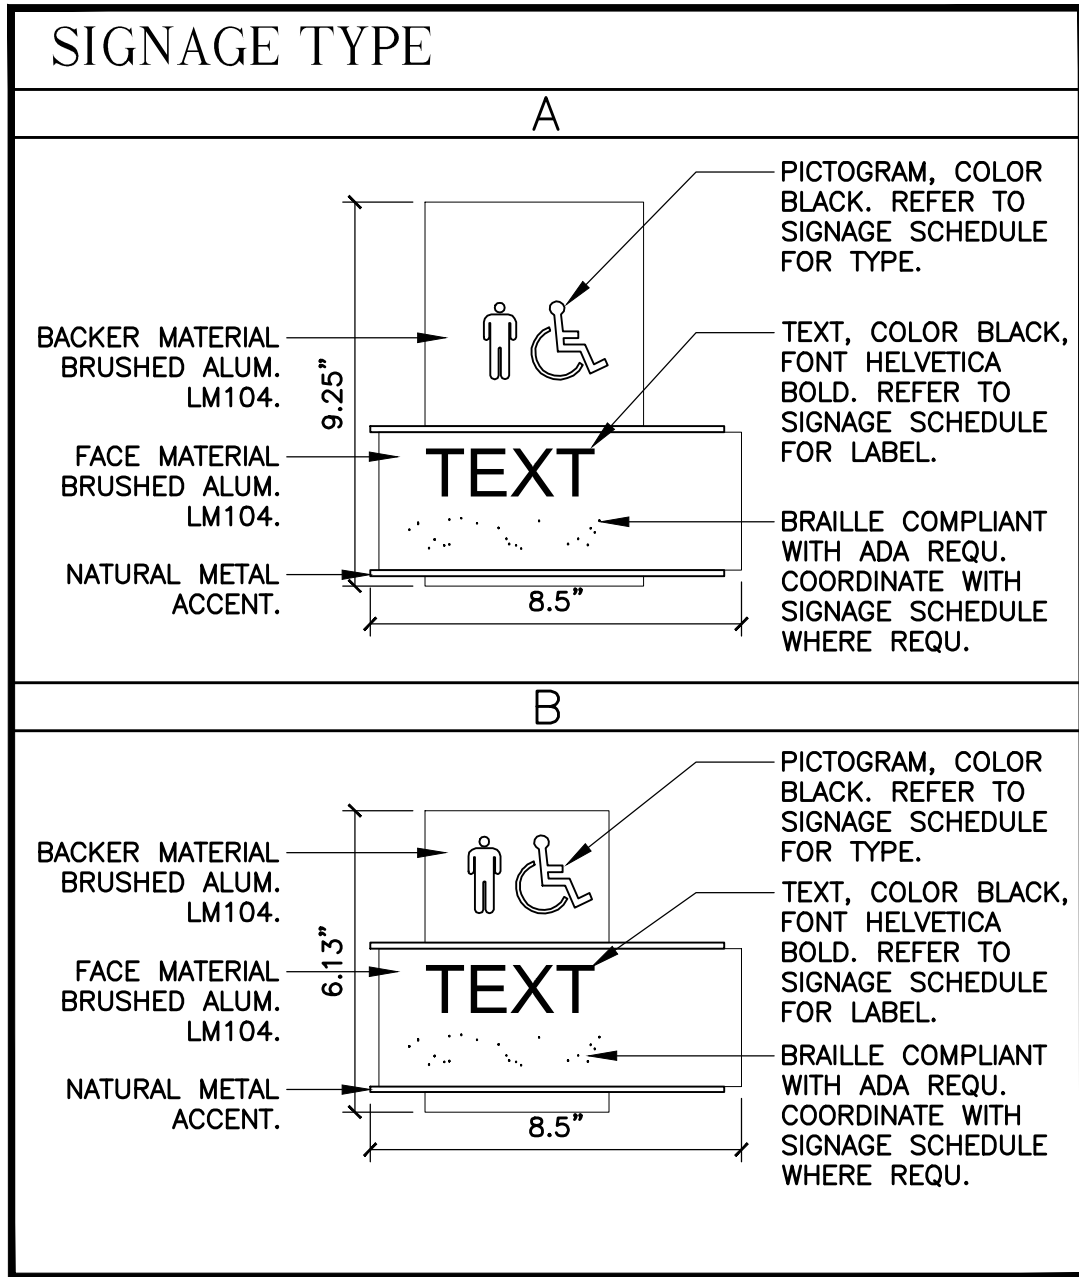 SIGNAGE TYPE
A
PICTOGRAM, COLOR
BLACK. REFER TO
SIGNAGE SCHEDULE
FOR TYPE.
BACKER MATERIAL
BRUSHED ALUM.
LM104.
9.25"
TEXT, COLOR BLACK,
FONT HELVETICA
BOLD. REFER TO
SIGNAGE SCHEDULE
FOR LABEL.
FACE MATERIAL
BRUSHED ALUM.
LM104.
TEXT
BRAILLE COMPLIANT
WITH ADA REQU.
COORDINATE WITH
SIGNAGE SCHEDULE
WHERE REQU.
NATURAL METAL
ACCENT.
8.5"
B
PICTOGRAM, COLOR
BLACK. REFER TO
SIGNAGE SCHEDULE
FOR TYPE.
BACKER MATERIAL
BRUSHED ALUM.
LM104.
6.13"
TEXT, COLOR BLACK,
FONT HELVETICA
BOLD. REFER TO
SIGNAGE SCHEDULE
FOR LABEL.
FACE MATERIAL
BRUSHED ALUM.
LM104.
TEXT
BRAILLE COMPLIANT
WITH ADA REQU.
COORDINATE WITH
SIGNAGE SCHEDULE
WHERE REQU.
NATURAL METAL
ACCENT.
8.5"